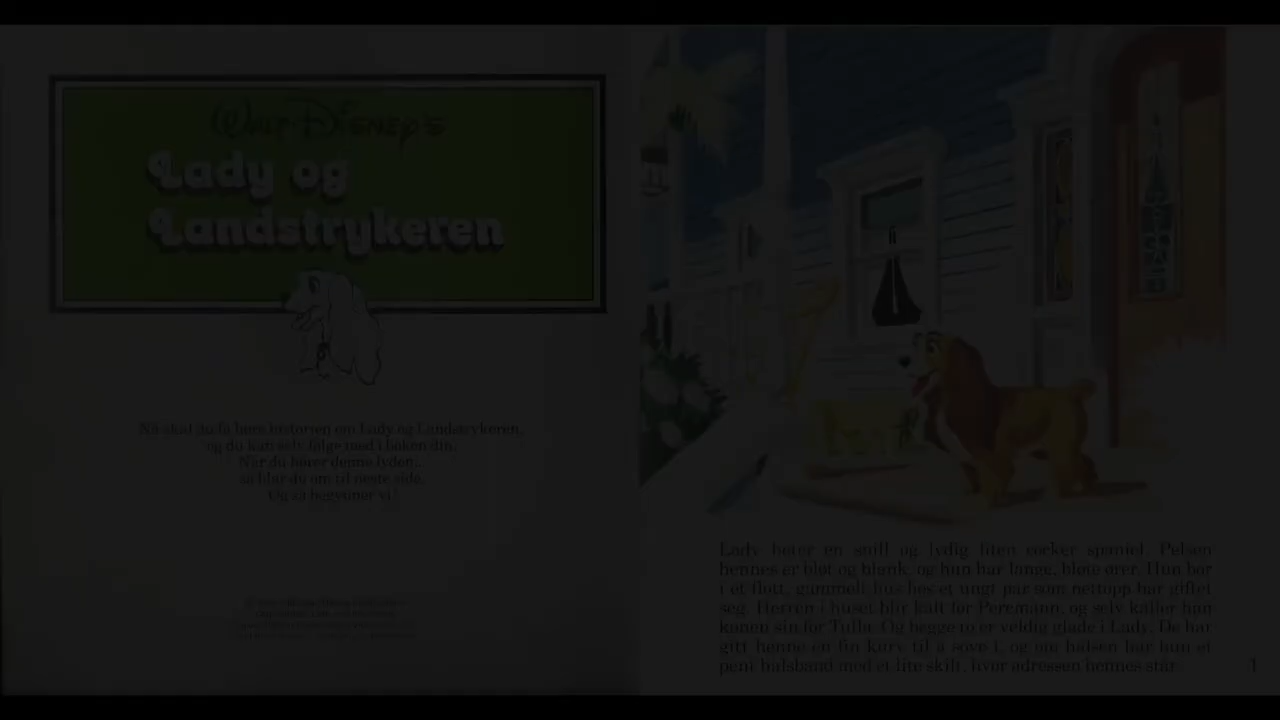 Walt Disney's
Lady og
Landstrykeren
Nå skal du få høre historien om Lady og Landstrykeren,
og du kan selv følge med i boken din.
Når du hører denne lyden..
så blar du om til neste side.
Og så begynner vi!
Lady heter en snill og lydig liten cocker spaniel. Pelsen
hennes er bløt og blank, og hun har lange, bløte ører. Hun bor
i et flott, gammelt hus hos et ungt par som nettopp har giftet
seg. Herren i huset blir kalt for Peremann, og selv kaller han
konen sin for Tulla. Og begge to er veldig glade i Lady. De har
gitt henne en fin kurv til å sove i, og om halsen har hun et
pent halsbånd med et lite skilt, hvor adressen hennes står.
1